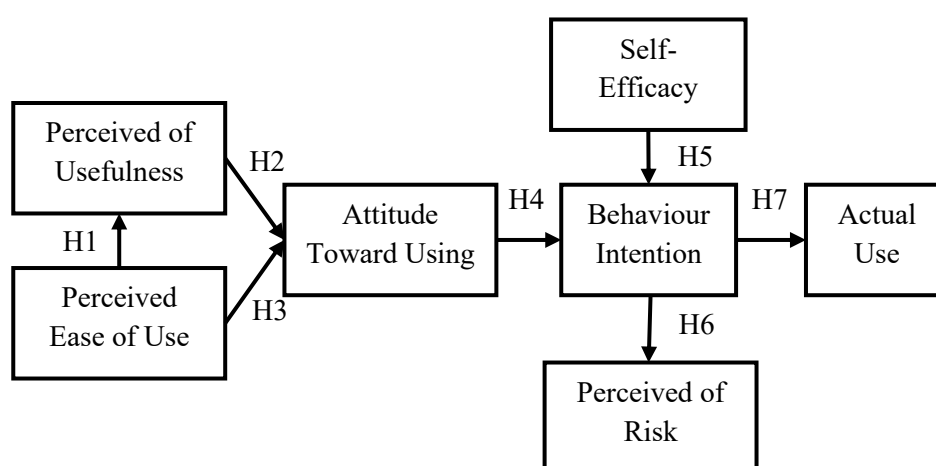 Self-
Efficacy
Perceived of
Usefulness
H2
H5
Attitude
Toward Using
H4
Behaviour
Intention
H7
Actual
Use
H1
Perceived
Ease of Use
H3
H6
Perceived of
Risk